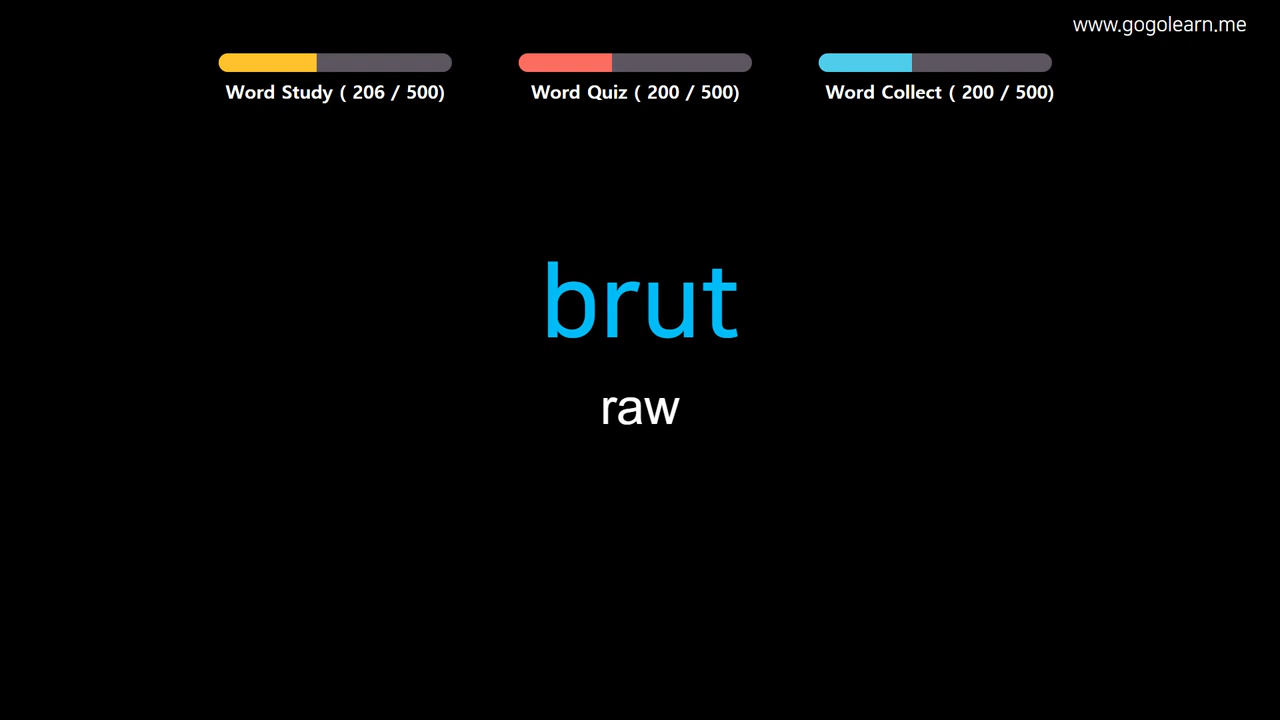 www.gogolearn.me
Word Study ( 206 / 500)
Word Quiz ( 200 / 500)
Word Collect ( 200 / 500)
brut
raw